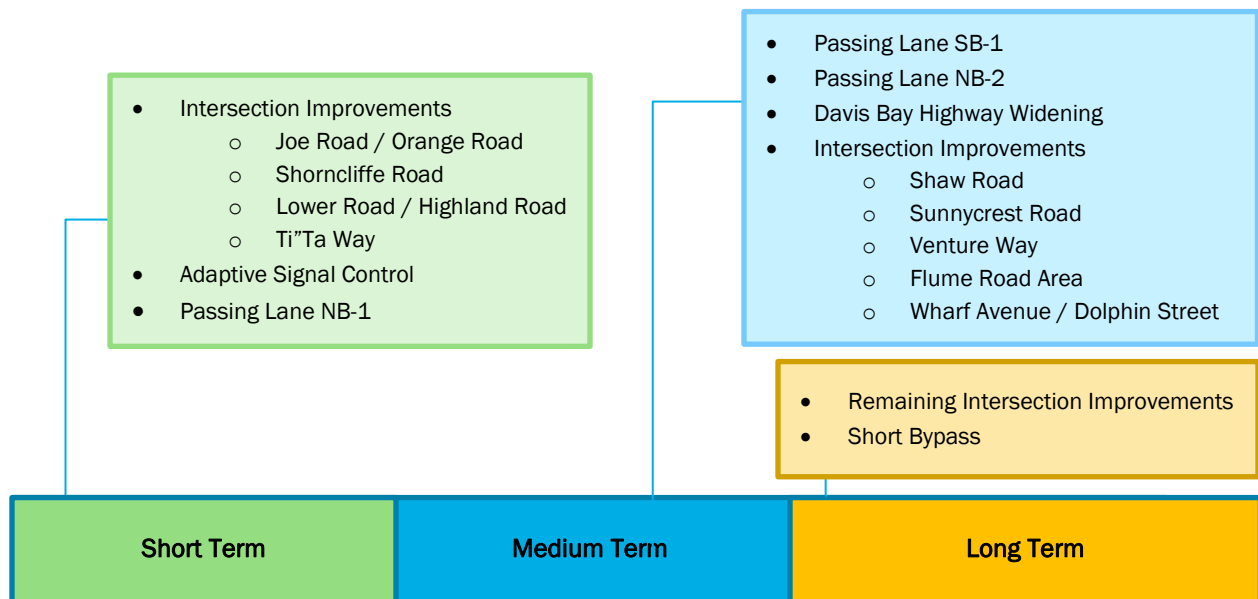 • Intersection Improvements
o Joe Road / Orange Road
o Shorncliffe Road
o Lower Road / Highland Road
o Ti”Ta Way
• Adaptive Signal Control
• Passing Lane NB-1
• Passing Lane SB-1
• Passing Lane NB-2
• Davis Bay Highway Widening
• Intersection Improvements
o Shaw Road
o Sunnycrest Road
o Venture Way
o Flume Road Area
o Wharf Avenue / Dolphin Street
• Remaining Intersection Improvements
• Short Bypass
Short Term
Medium Term
Long Term